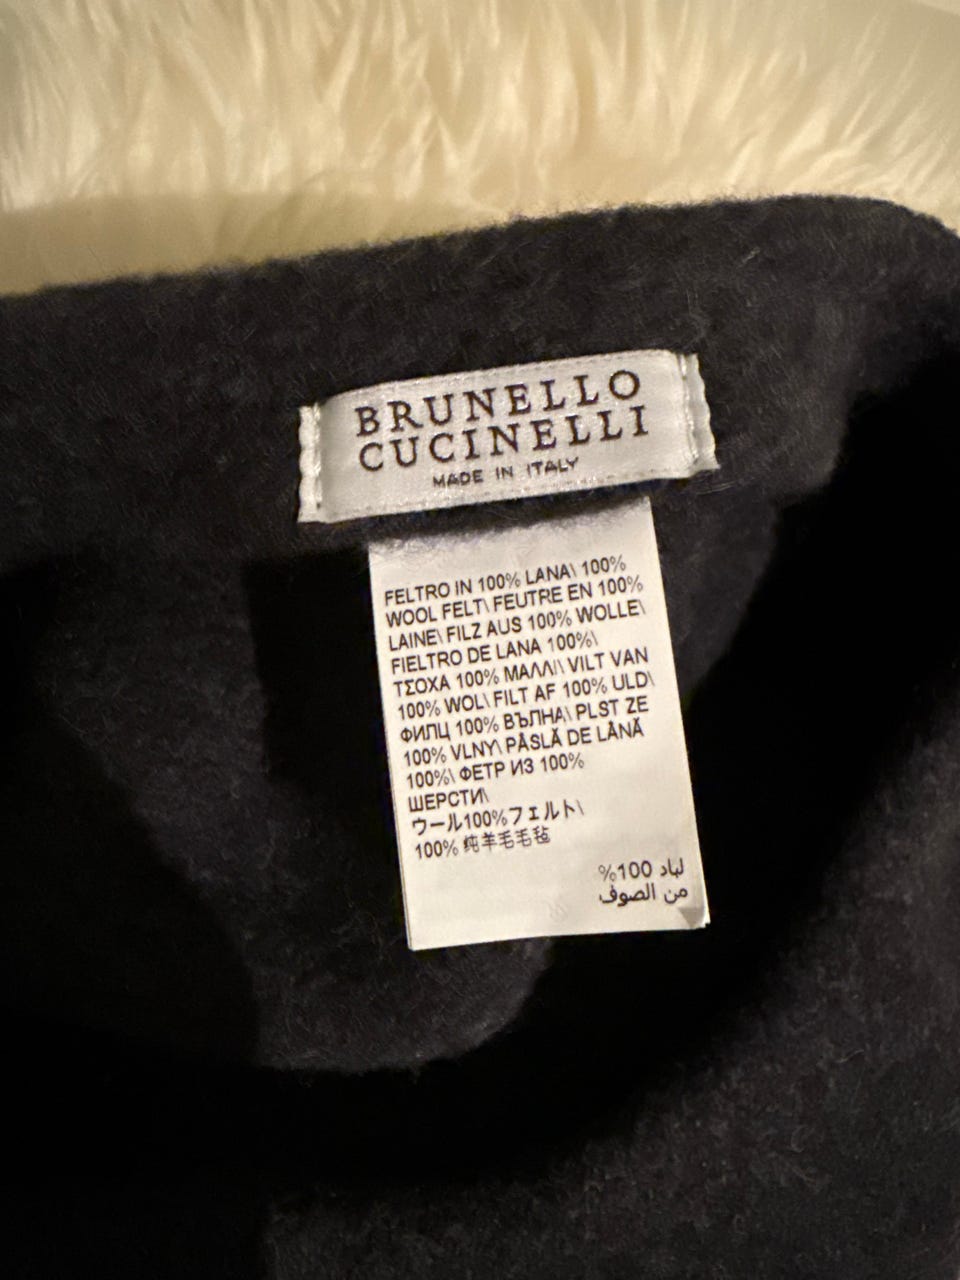 BRUNELLO
CUCINELLI
MADE IN ITALY
FELTRO IN 100% LANA\ 100%
WOOL FELT\ FEUTRE EN 100%
LAINE\ FILZ AUS 100% WOLLE\
FIELTRO DE LANA 100%\
ΤΣΟΧΑ 100% ΜΑΛΛΙ\ VILT VAN
100% WOL\ FILT AF 100% ULD\
ФИЛЦ 100% ВЪЛНА\ PLST ZE
100% VLNY\ PÂSLĂ DE LÂNĂ
100%\ ФЕТР ИЗ 100%
ШЕРСТИ\
ウール100%フェルト\
100% 纯羊毛毛毡
لباد 100%
من الصوف